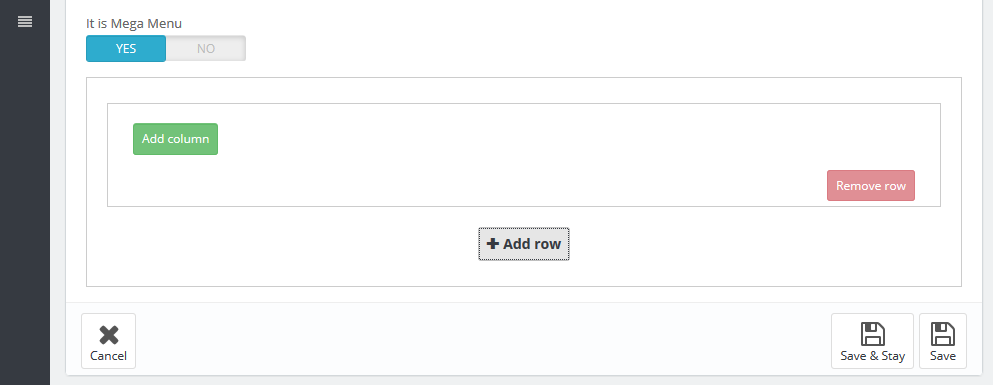 It is Mega Menu
YES NO
Add column
Remove row
Add row
Cancel Save & Stay Save